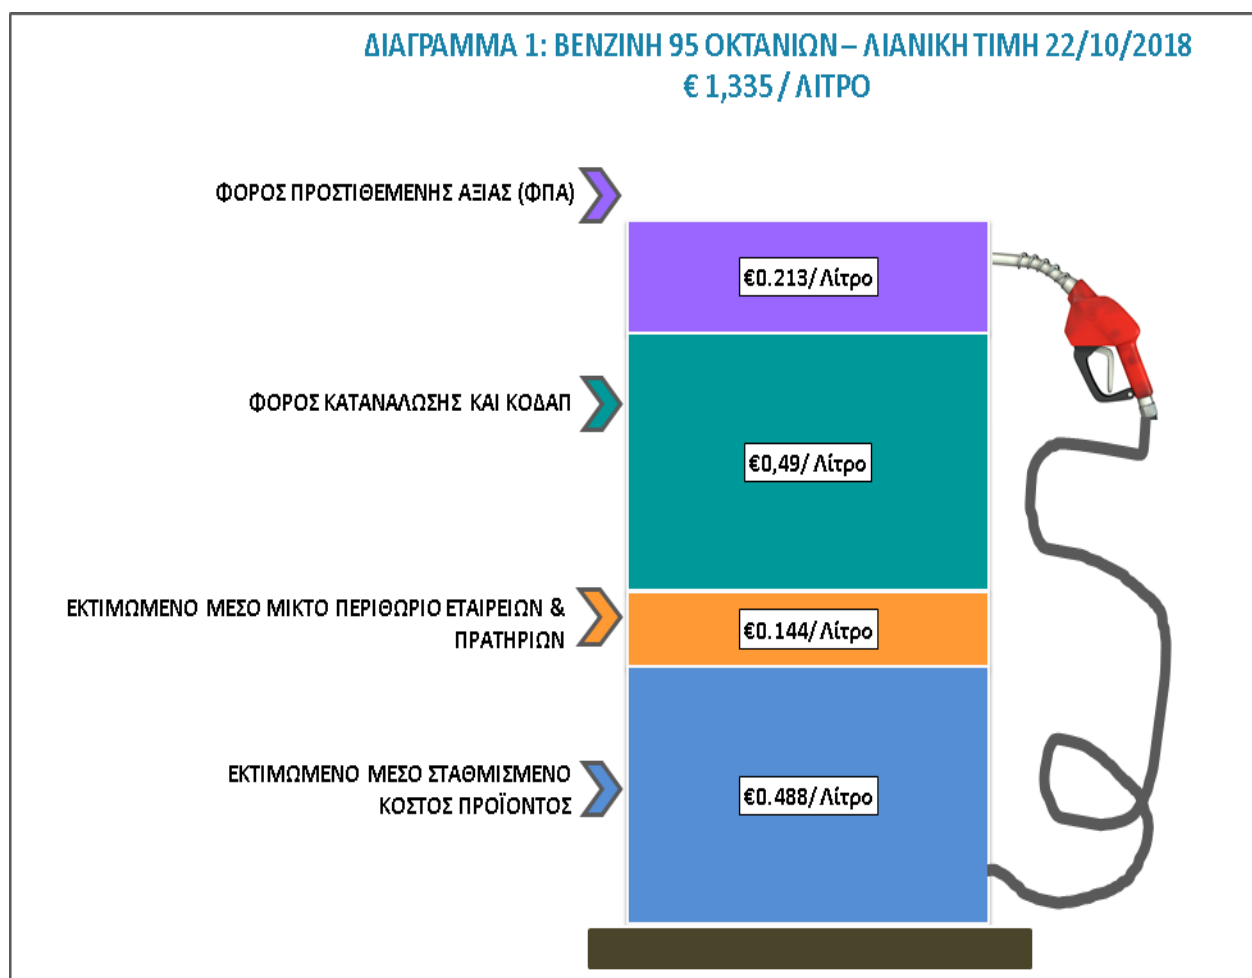 ΔΙΑΓΡΑΜΜΑ 1: ΒΕΝΖΙΝΗ 95 ΟΚΤΑΝΙΩΝ – ΛΙΑΝΙΚΗ ΤΙΜΗ 22/10/2018
€ 1,335 / ΛΙΤΡΟ
ΦΟΡΟΣ ΠΡΟΣΤΙΘΕΜΕΝΗΣ ΑΞΙΑΣ (ΦΠΑ)
€0.213/ Λίτρο
ΦΟΡΟΣ ΚΑΤΑΝΑΛΩΣΗΣ ΚΑΙ ΚΟΔΑΠ
€0,49/ Λίτρο
ΕΚΤΙΜΩΜΕΝΟ ΜΕΣΟ ΜΙΚΤΟ ΠΕΡΙΘΩΡΙΟ ΕΤΑΙΡΕΙΩΝ &
ΠΡΑΤΗΡΙΩΝ
€0.144/ Λίτρο
ΕΚΤΙΜΩΜΕΝΟ ΜΕΣΟ ΣΤΑΘΜΙΣΜΕΝΟ
ΚΟΣΤΟΣ ΠΡΟΪΟΝΤΟΣ
€0.488/ Λίτρο